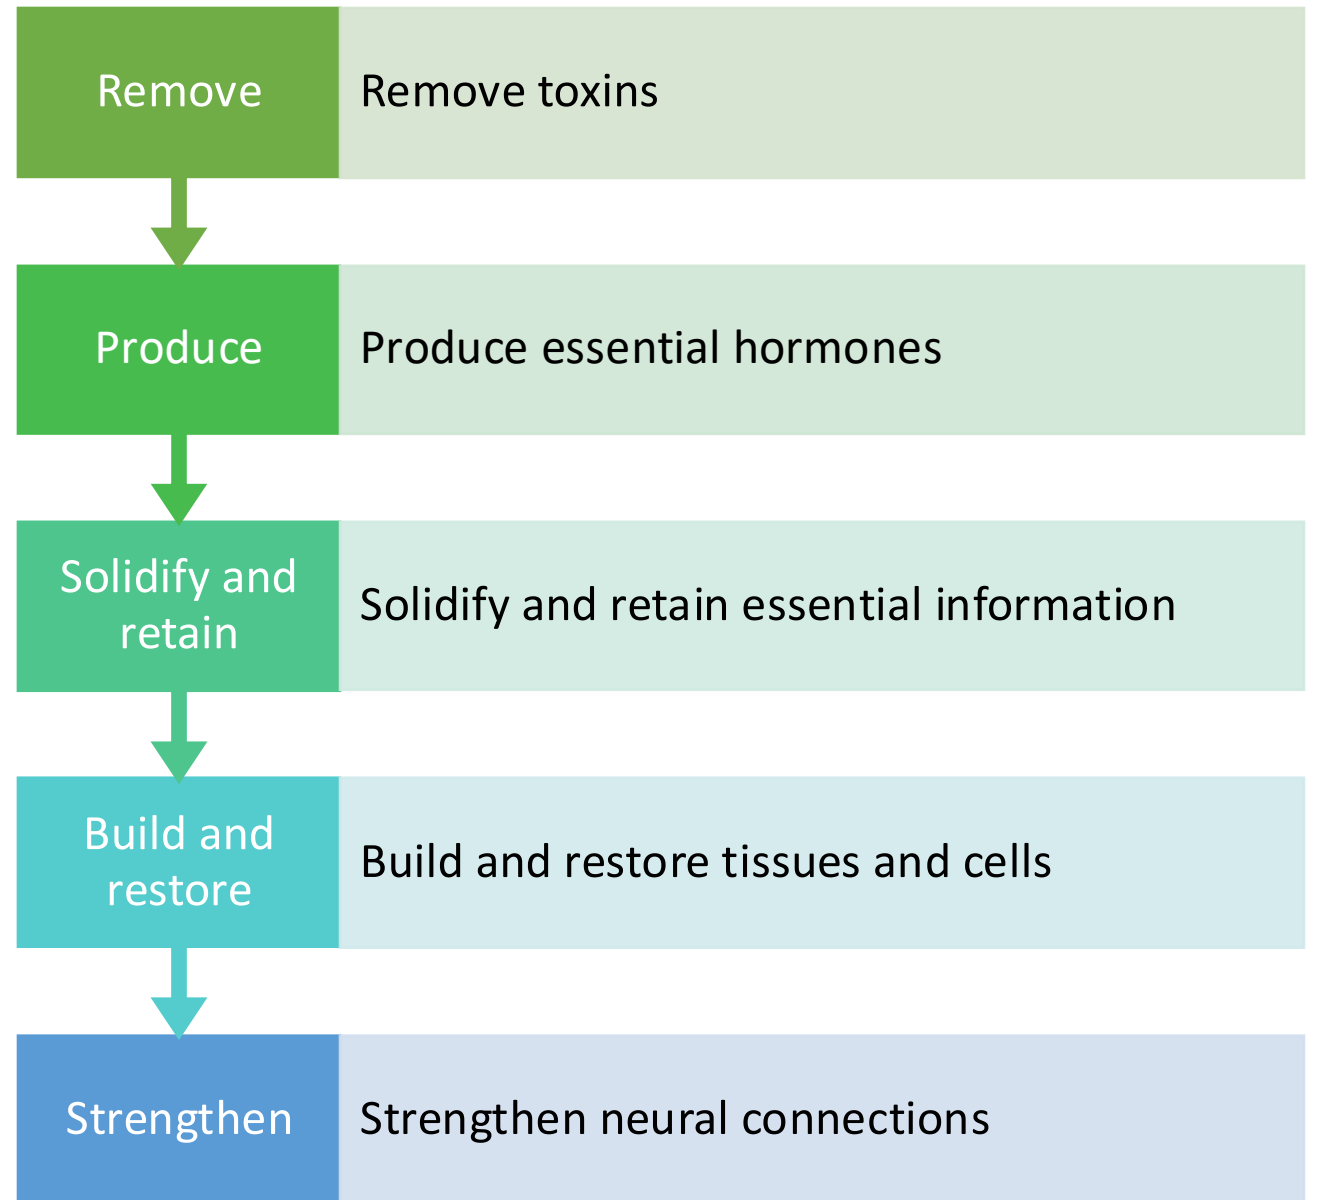 Remove
Remove toxins
Produce
Produce essential hormones
Solidify and
retain
Solidify and retain essential information
Build and
restore
Build and restore tissues and cells
Strengthen
Strengthen neural connections